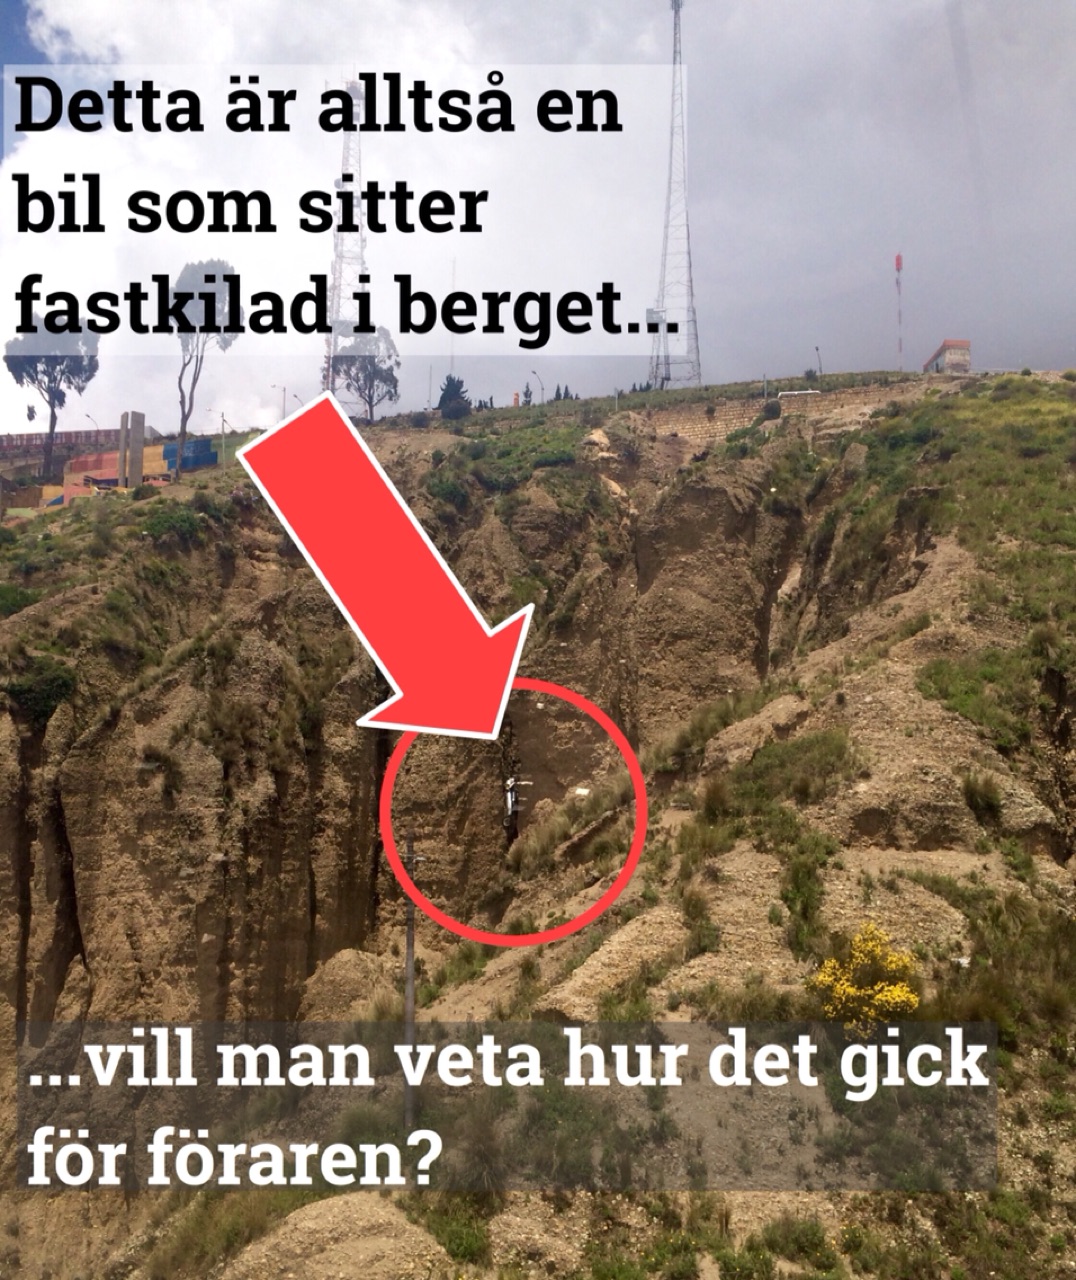 Detta är alltså en
bil som sitter
fastkilad i berget...
...vill man veta hur det gick
för föraren?